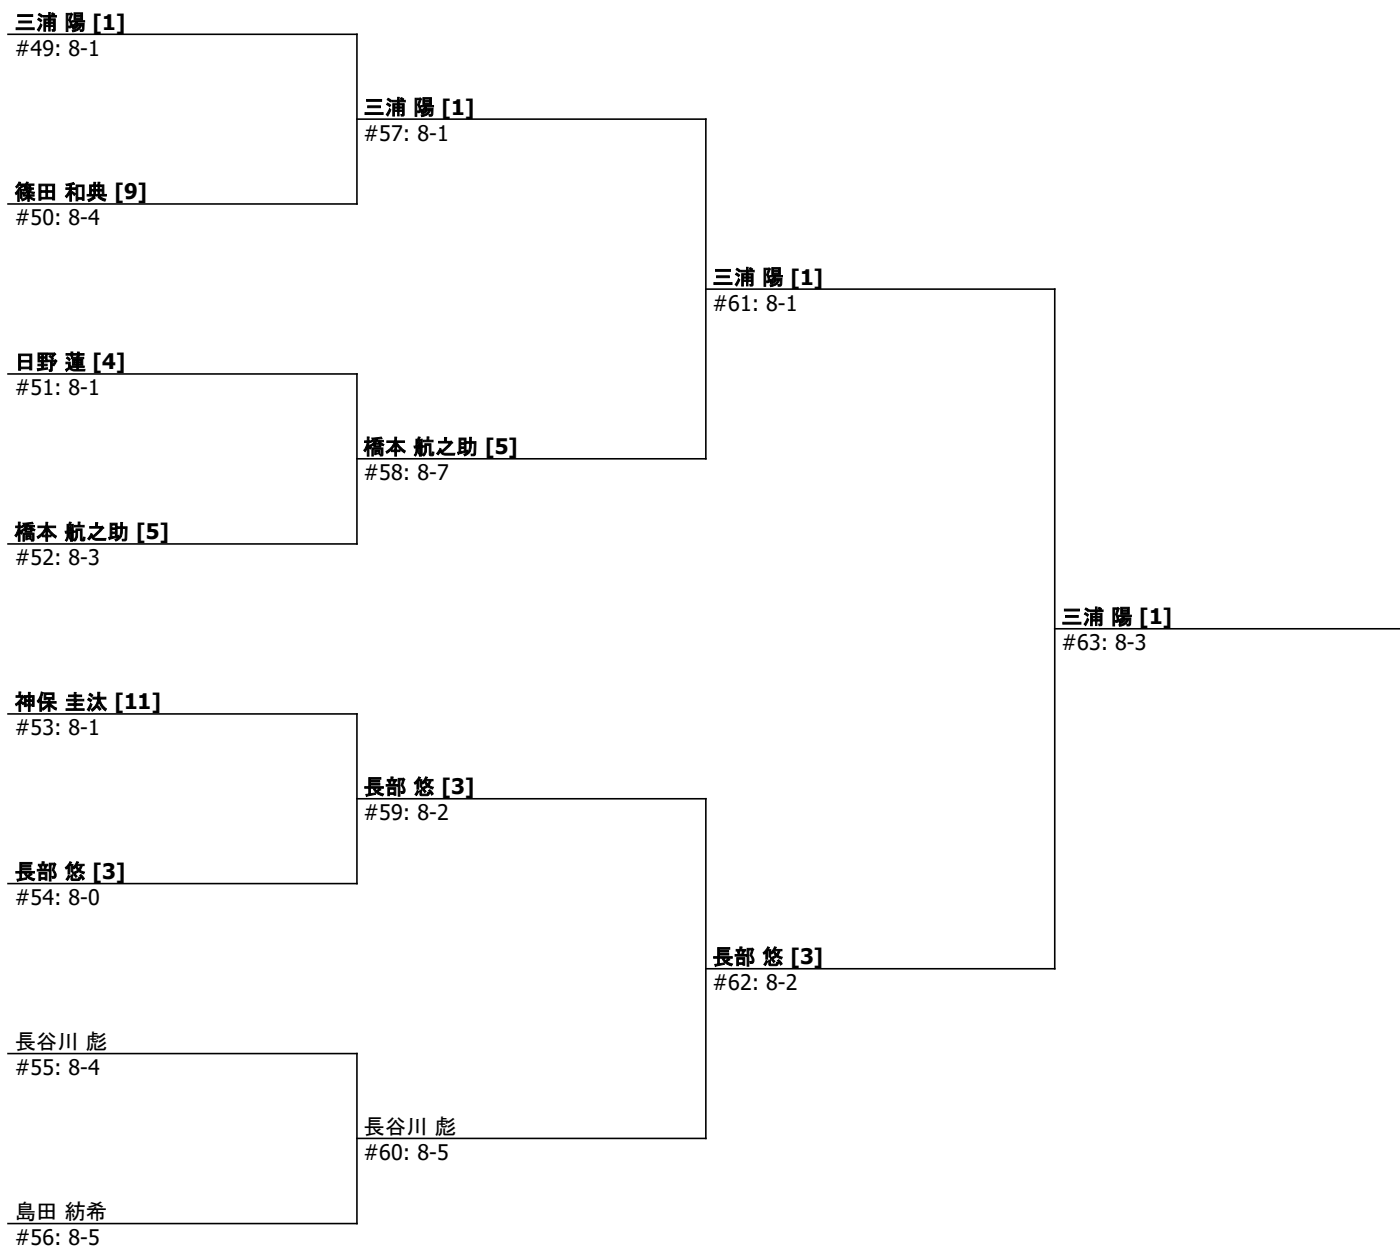 三浦 陽 [1]
#49: 8-1
三浦 陽 [1]
#57: 8-1
篠田 和典 [9]
#50: 8-4
三浦 陽 [1]
#61: 8-1
日野 蓮 [4]
#51: 8-1
橋本 航之助 [5]
#58: 8-7
橋本 航之助 [5]
#52: 8-3
三浦 陽 [1]
#63: 8-3
神保 圭汰 [11]
#53: 8-1
長部 悠 [3]
#59: 8-2
長部 悠 [3]
#54: 8-0
長部 悠 [3]
#62: 8-2
長谷川 彪
#55: 8-4
長谷川 彪
#60: 8-5
島田 紡希
#56: 8-5